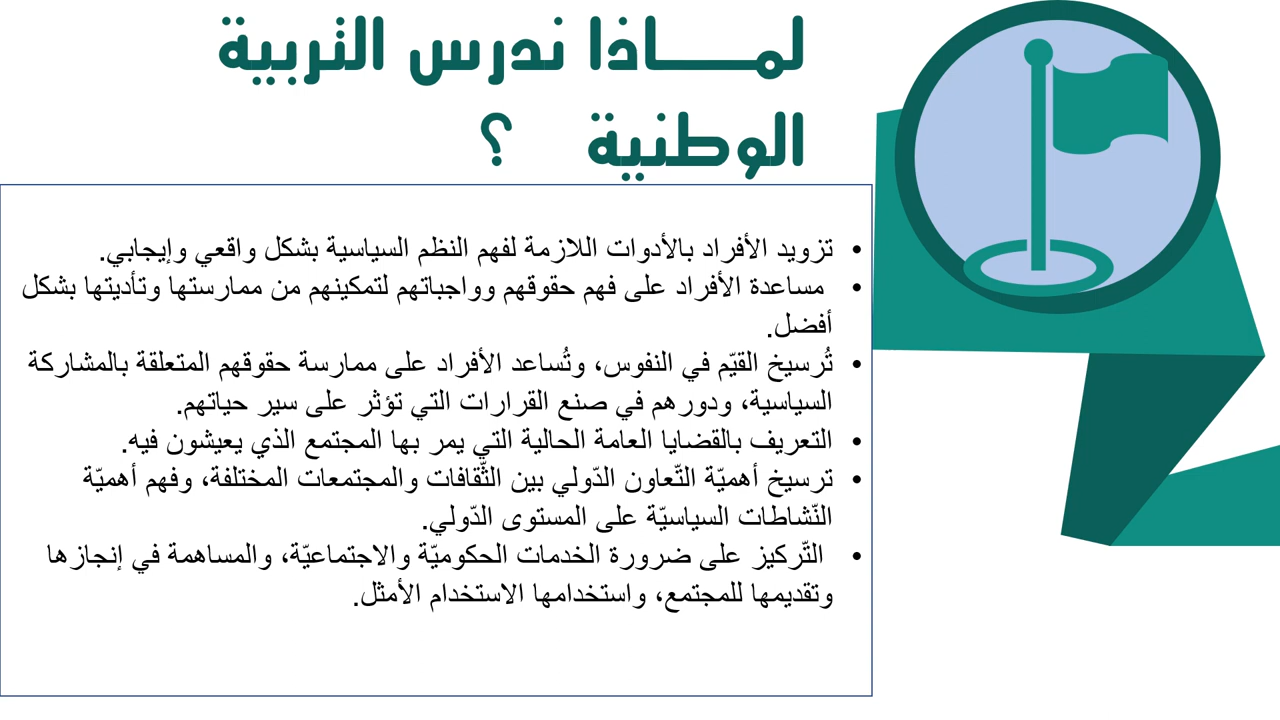 لمـــــاذا ندرس التربية
الوطنية ؟
• تزويد الأفراد بالأدوات اللازمة لفهم النظم السياسية بشكل واقعي وإيجابي.
• مساعدة الأفراد على فهم حقوقهم وواجباتهم لتمكينهم من ممارستها وتأديتها بشكل
أفضل.
• تُرسيخ القيّم في النفوس، وتُساعد الأفراد على ممارسة حقوقهم المتعلقة بالمشاركة
السياسية، ودورهم في صنع القرارات التي تؤثر على سير حياتهم.
• التعريف بالقضايا العامة الحالية التي يمر بها المجتمع الذي يعيشون فيه.
• ترسيخ أهميّة التّعاون الدّولي بين الثّقافات والمجتمعات المختلفة، وفهم أهميّة
النّشاطات السياسيّة على المستوى الدّولي.
• التّركيز على ضرورة الخدمات الحكوميّة والاجتماعيّة، والمساهمة في إنجازها
وتقديمها للمجتمع، واستخدامها الاستخدام الأمثل.